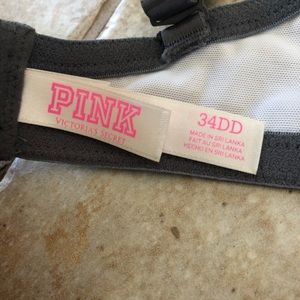 PINK
VICTORIA'S SECRET
34DD
MADE IN SRI LANKA
FAIT AU SRI LANKA
HECHO EN SRI LANKA